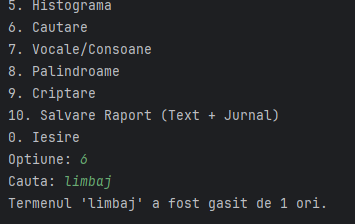 5. Histograma
6. Cautare
7. Vocale/Consoane
8. Palindroame
9. Criptare
10. Salvare Raport (Text + Jurnal)
0. Iesire
Optiune: 6
Cauta: limbaj
Termenul 'limbaj' a fost gasit de 1 ori.